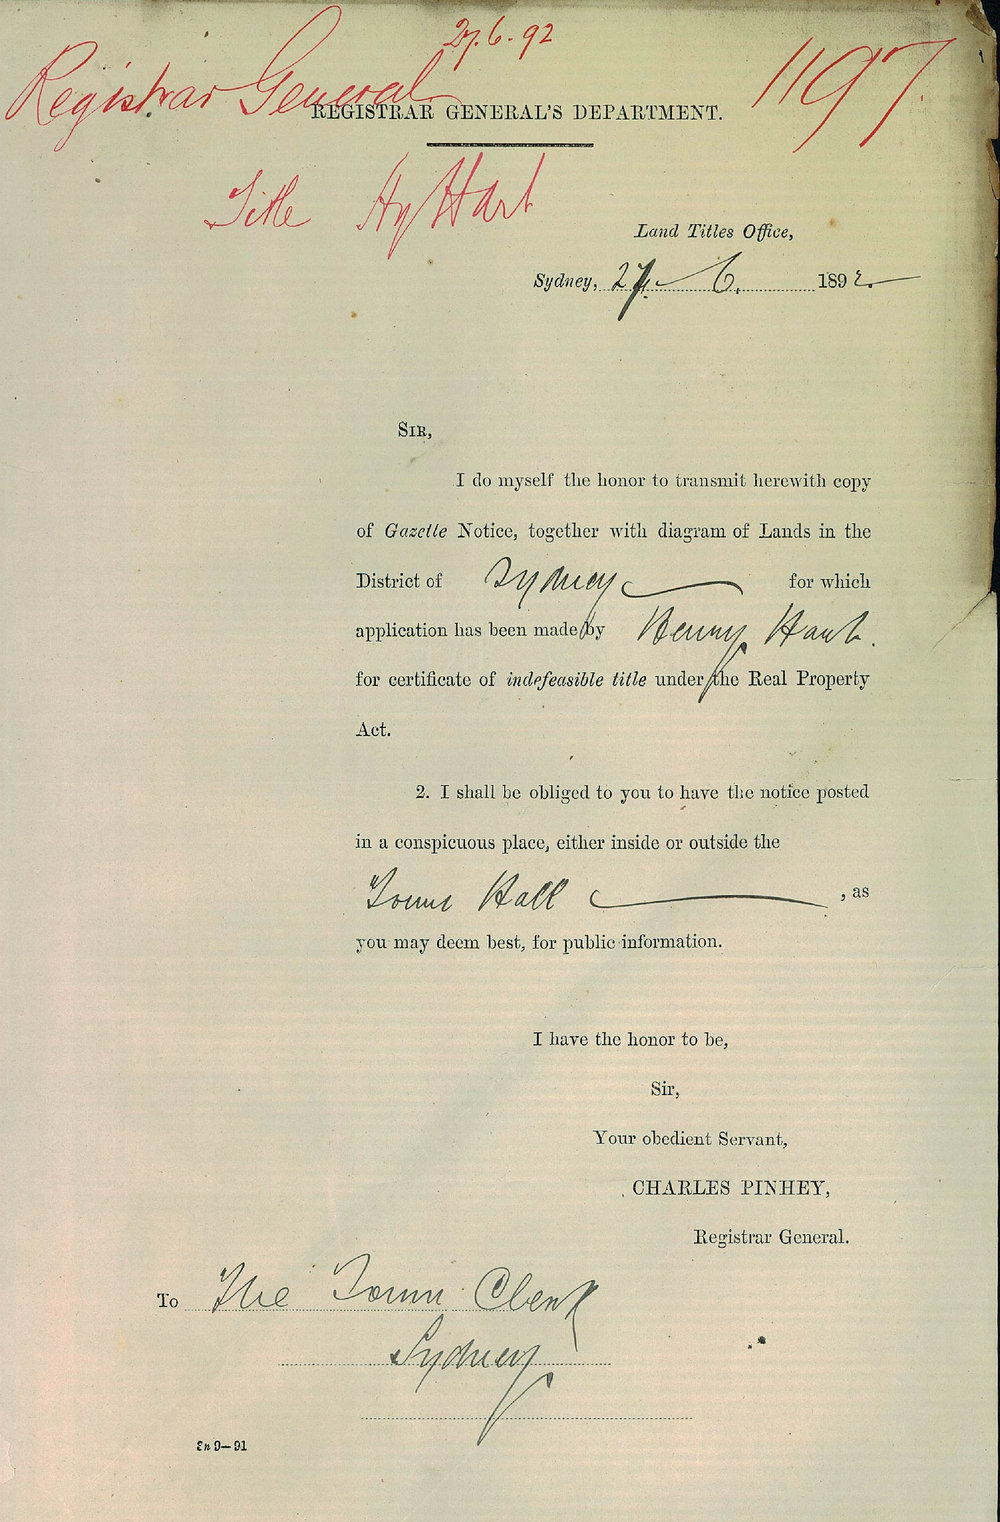 27.6.92
Registrar General 1197
REGISTRAR GENERAL'S DEPARTMENT.
Title Hy Hart
Land Titles Office,
Sydney, 27 6. 1892.
SIR,
I do myself the honor to transmit herewith copy
of Gazette Notice, together with diagram of Lands in the
District of Sydney for which
application has been made by Henry Hart.
for certificate of indefeasible title under the Real Property
Act.
2. I shall be obliged to you to have the notice posted
in a conspicuous place, either inside or outside the
Town Hall , as
you may deem best, for public information.
I have the honor to be,
Sir,
Your obedient Servant,
CHARLES PINHEY,
Registrar General.
To The Town Clerk
Sydney
9—91